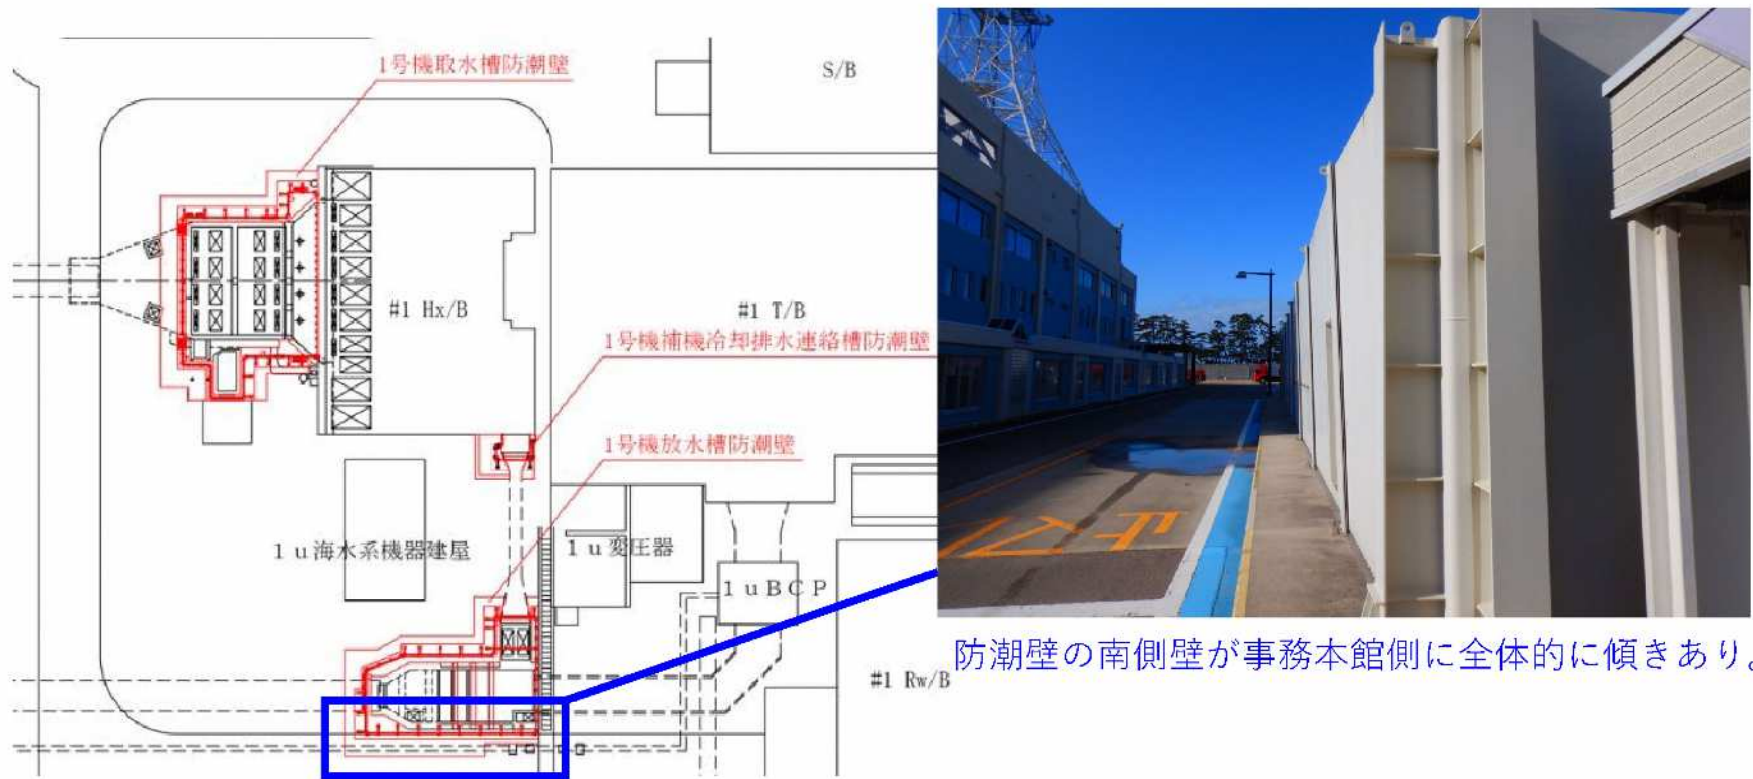 1号機取水槽防潮壁
S/B
#1 Hx/B
#1 T/B
1号機補機冷却排水連絡槽防潮壁
1号機放水槽防潮壁
1u海水系機器建屋
1u変圧器
1uBCP
#1 Rw/B
防潮壁の南側壁が事務本館側に全体的に傾きあり。